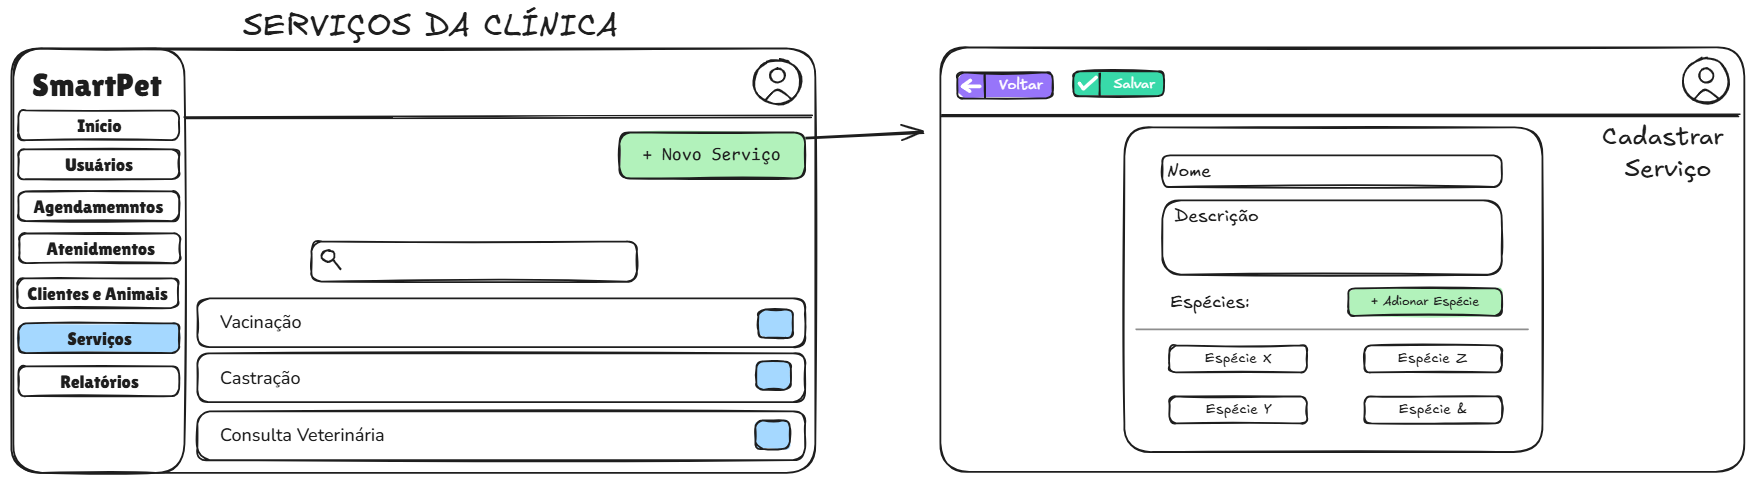 SERVIÇOS DA CLÍNICA
SmartPet
Início
Usuários
Agendamemntos
Atenidmentos
Clientes e Animais
Serviços
Relatórios
+ Novo Serviço
Vacinação
Castração
Consulta Veterinária
Voltar
Salvar
Cadastrar
Serviço
Nome
Descrição
Espécies:
+ Adionar Espécie
Espécie X
Espécie Z
Espécie Y
Espécie &